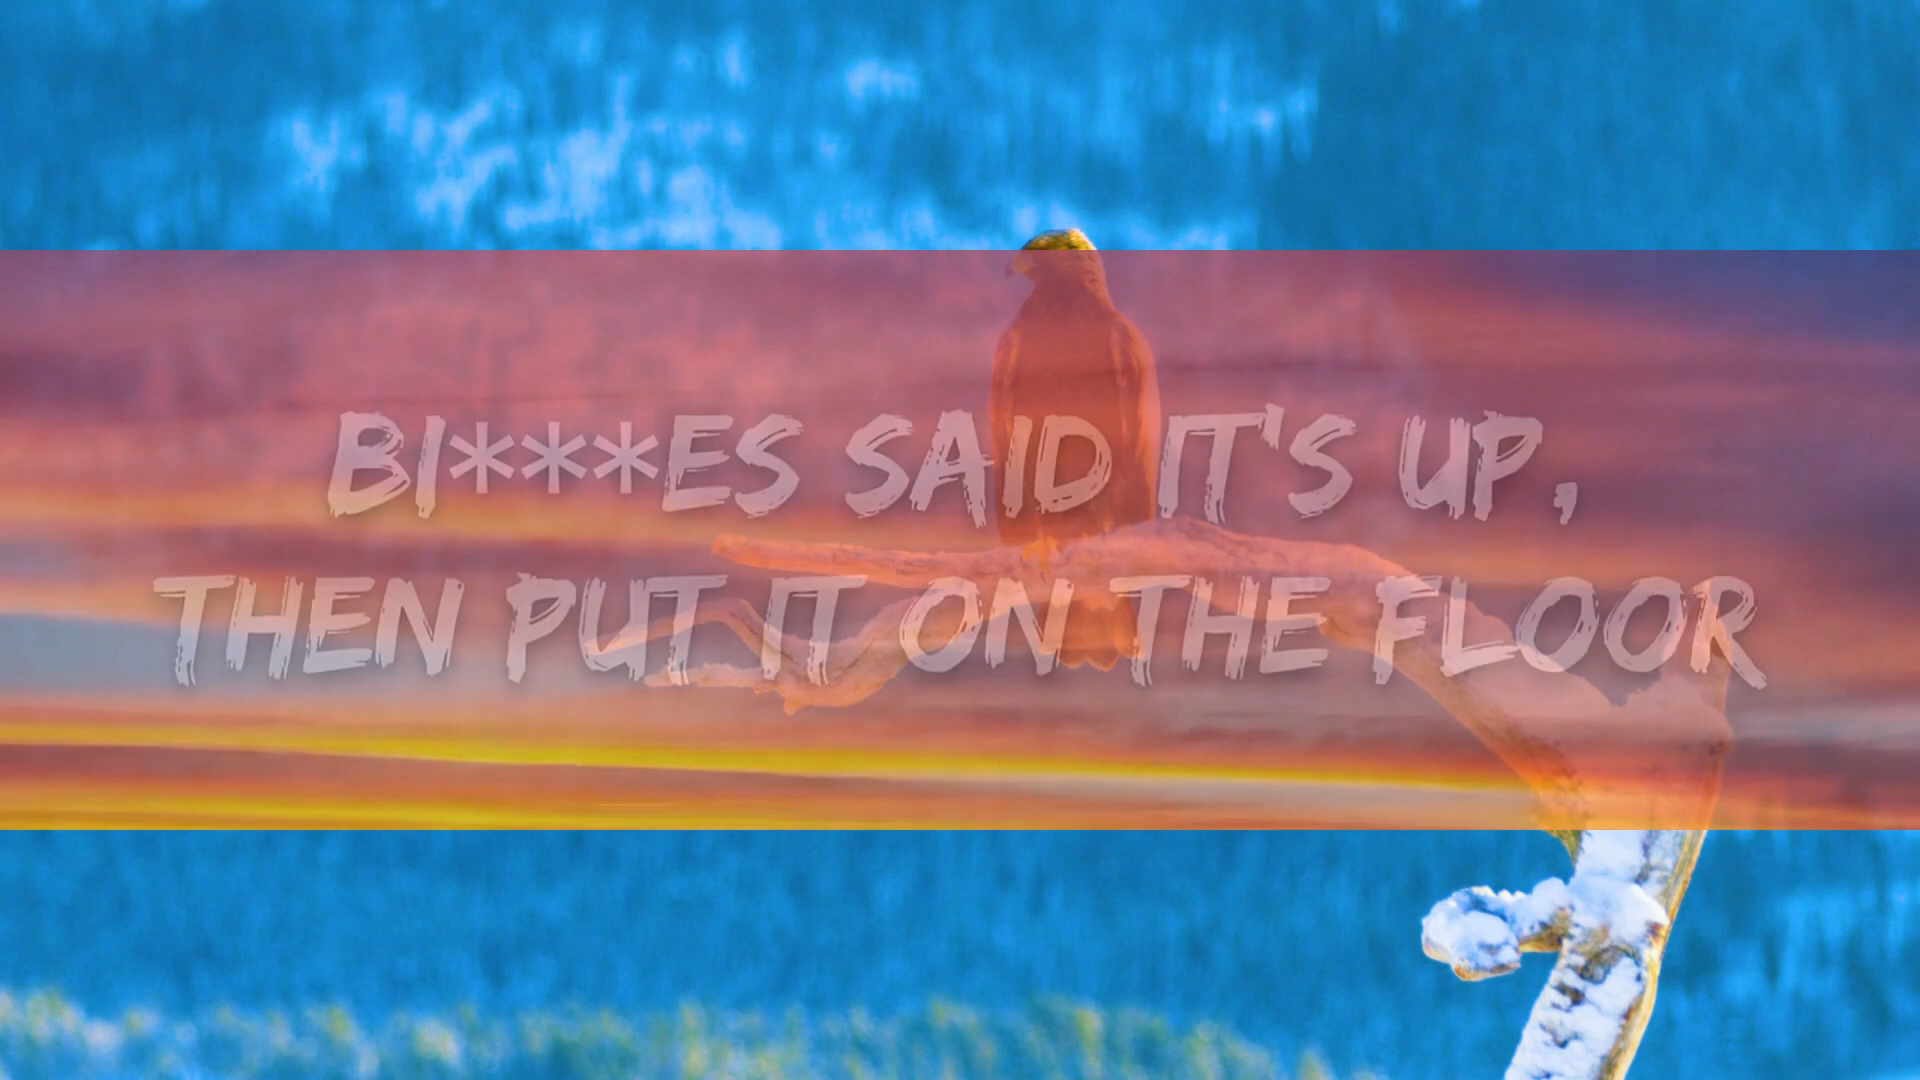 BI***ES SAID IT'S UP,
THEN PUT IT ON THE FLOOR